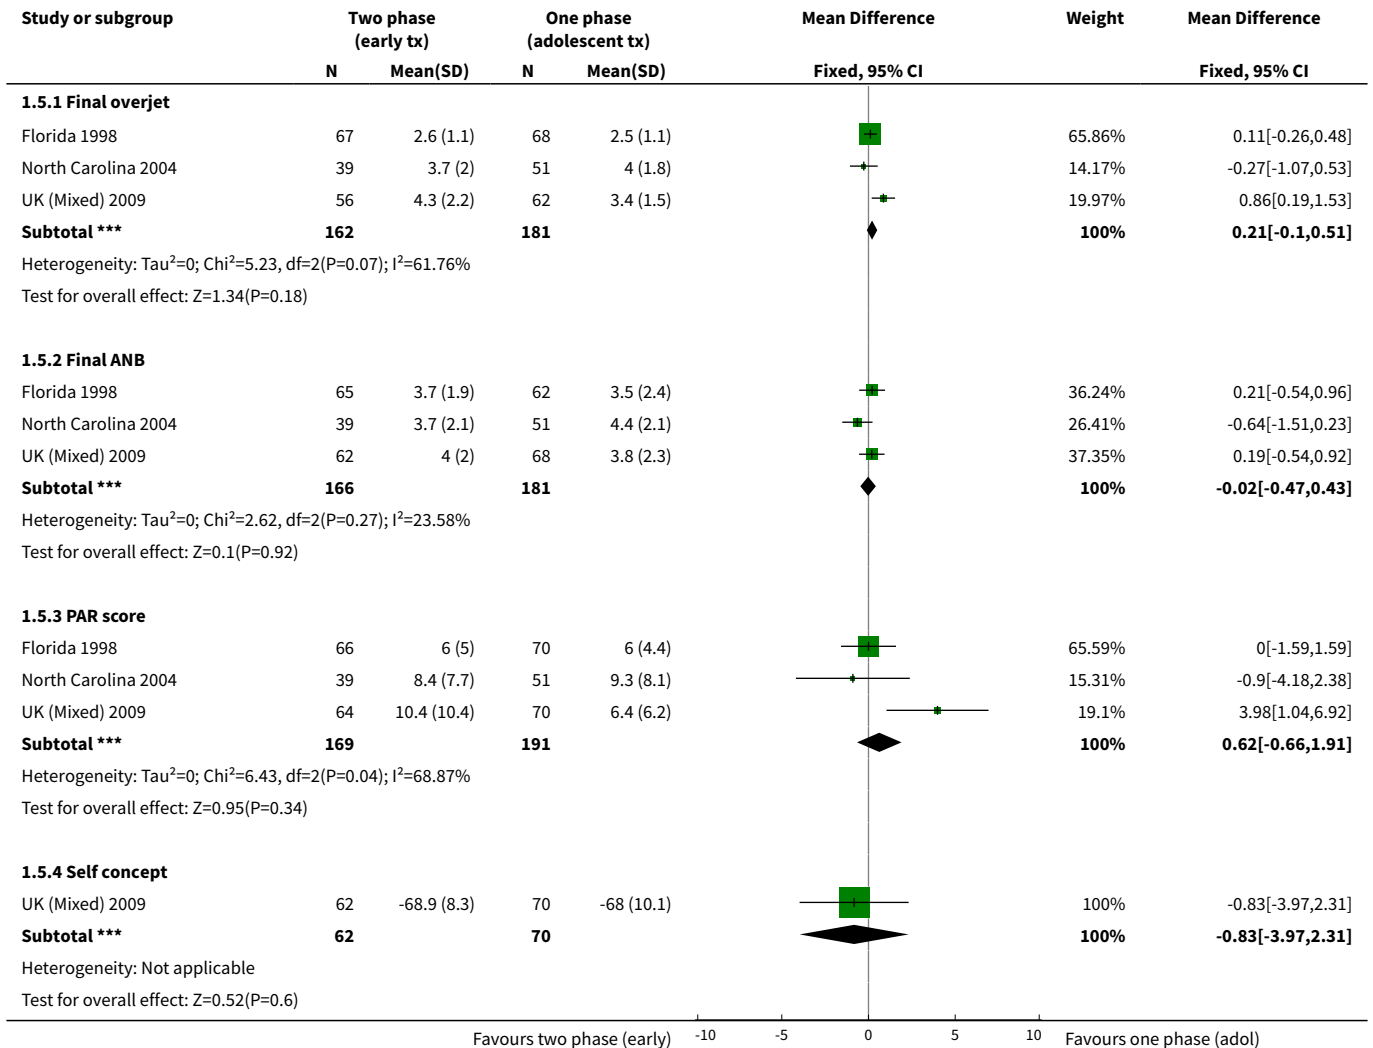 Study or subgroup Two phase (early tx) One phase (adolescent tx) Mean Difference Weight Mean Difference
N Mean(SD) N Mean(SD) Fixed, 95% CI Fixed, 95% CI
1.5.1 Final overjet
Florida 1998 67 2.6 (1.1) 68 2.5 (1.1) 65.86% 0.11[-0.26,0.48]
North Carolina 2004 39 3.7 (2) 51 4 (1.8) 14.17% -0.27[-1.07,0.53]
UK (Mixed) 2009 56 4.3 (2.2) 62 3.4 (1.5) 19.97% 0.86[0.19,1.53]
Subtotal *** 162 181 100% 0.21[-0.1,0.51]
Heterogeneity: Tau²=0; Chi²=5.23, df=2(P=0.07); I²=61.76%
Test for overall effect: Z=1.34(P=0.18)
1.5.2 Final ANB
Florida 1998 65 3.7 (1.9) 62 3.5 (2.4) 36.24% 0.21[-0.54,0.96]
North Carolina 2004 39 3.7 (2.1) 51 4.4 (2.1) 26.41% -0.64[-1.51,0.23]
UK (Mixed) 2009 62 4 (2) 68 3.8 (2.3) 37.35% 0.19[-0.54,0.92]
Subtotal *** 166 181 100% -0.02[-0.47,0.43]
Heterogeneity: Tau²=0; Chi²=2.62, df=2(P=0.27); I²=23.58%
Test for overall effect: Z=0.1(P=0.92)
1.5.3 PAR score
Florida 1998 66 6 (5) 70 6 (4.4) 65.59% 0[-1.59,1.59]
North Carolina 2004 39 8.4 (7.7) 51 9.3 (8.1) 15.31% -0.9[-4.18,2.38]
UK (Mixed) 2009 64 10.4 (10.4) 70 6.4 (6.2) 19.1% 3.98[1.04,6.92]
Subtotal *** 169 191 100% 0.62[-0.66,1.91]
Heterogeneity: Tau²=0; Chi²=6.43, df=2(P=0.04); I²=68.87%
Test for overall effect: Z=0.95(P=0.34)
1.5.4 Self concept
UK (Mixed) 2009 62 -68.9 (8.3) 70 -68 (10.1) 100% -0.83[-3.97,2.31]
Subtotal *** 62 70 100% -0.83[-3.97,2.31]
Heterogeneity: Not applicable
Test for overall effect: Z=0.52(P=0.6)
Favours two phase (early) -10 -5 0 5 10 Favours one phase (adol)